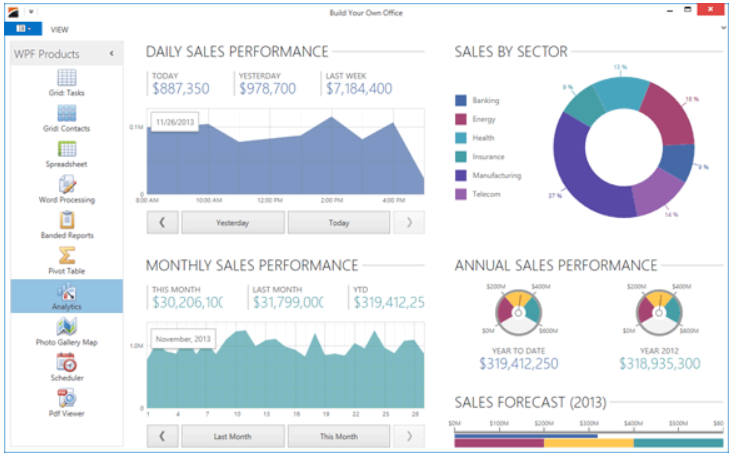 Build Your Own Office
VIEW
WPF Products
Grid: Tasks
Grid: Contacts
Spreadsheet
Word Processing
Banded Reports
Pivot Table
Analytics
Photo Gallery Map
Scheduler
Pdf Viewer
DAILY SALES PERFORMANCE
TODAY YESTERDAY LAST WEEK
$887,350 $978,700 $7,184,400
11/26/2013
0.1M
0
8:00 AM 10:00 AM 12:00 PM 2:00 PM 4:00 PM
Yesterday Today
MONTHLY SALES PERFORMANCE
THIS MONTH LAST MONTH YTD
$30,206,100 $31,799,000 $319,412,25
November, 2013
1.0M
0
1 4 7 10 13 16 19 22 25 28
Last Month This Month
SALES BY SECTOR
Banking
Energy
Health
Insurance
Manufacturing
Telecom
13 %
9 %
18 %
9 %
37 %
14 %
ANNUAL SALES PERFORMANCE
$200M $400M $200M $400M
$0M $600M $0M $600M
YEAR TO DATE YEAR 2012
$319,412,250 $318,935,300
SALES FORECAST (2013)
$0M $100M $200M $300M $400M $500M $60